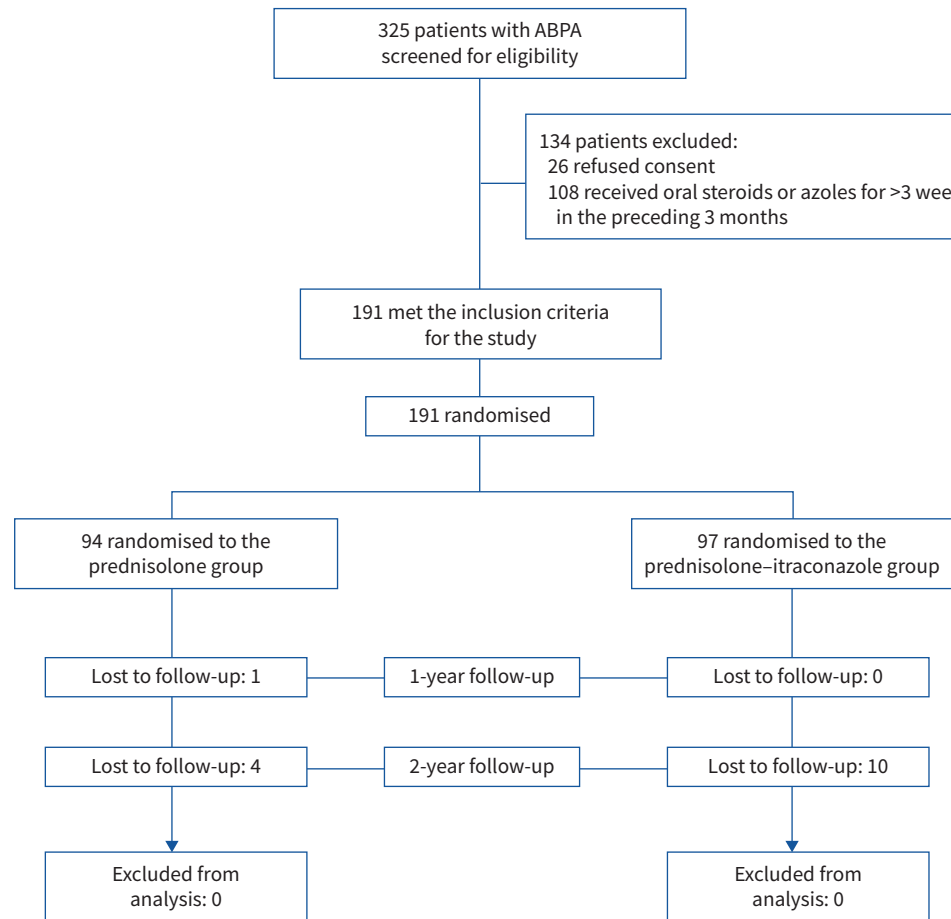 325 patients with ABPA
screened for eligibility
134 patients excluded:
26 refused consent
108 received oral steroids or azoles for >3 wee
in the preceding 3 months
191 met the inclusion criteria
for the study
191 randomised
94 randomised to the
prednisolone group
97 randomised to the
prednisolone–itraconazole group
Lost to follow-up: 1
1-year follow-up
Lost to follow-up: 0
Lost to follow-up: 4
2-year follow-up
Lost to follow-up: 10
Excluded from
analysis: 0
Excluded from
analysis: 0